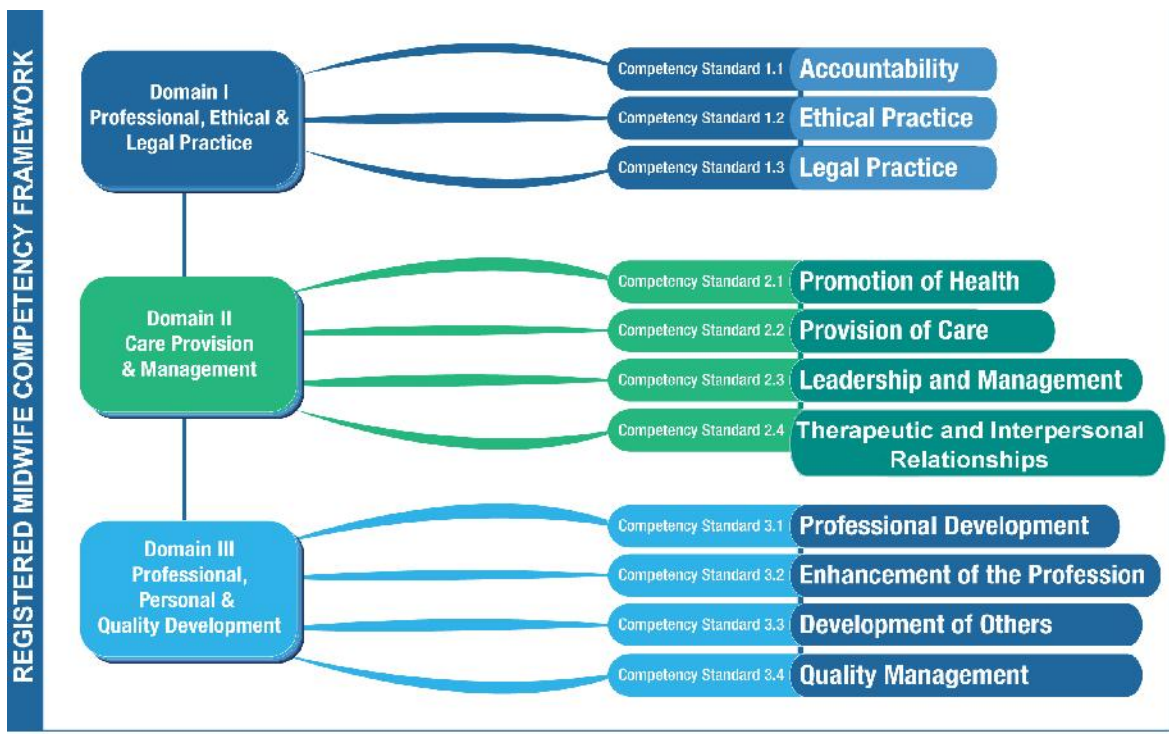 REGISTERED MIDWIFE COMPETENCY FRAMEWORK
Domain I
Professional, Ethical &
Legal Practice
Competency Standard 1.1 Accountability
Competency Standard 1.2 Ethical Practice
Competency Standard 1.3 Legal Practice
Domain II
Care Provision
& Management
Competency Standard 2.1 Promotion of Health
Competency Standard 2.2 Provision of Care
Competency Standard 2.3 Leadership and Management
Competency Standard 2.4 Therapeutic and Interpersonal
Relationships
Domain III
Professional,
Personal &
Quality Development
Competency Standard 3.1 Professional Development
Competency Standard 3.2 Enhancement of the Profession
Competency Standard 3.3 Development of Others
Competency Standard 3.4 Quality Management